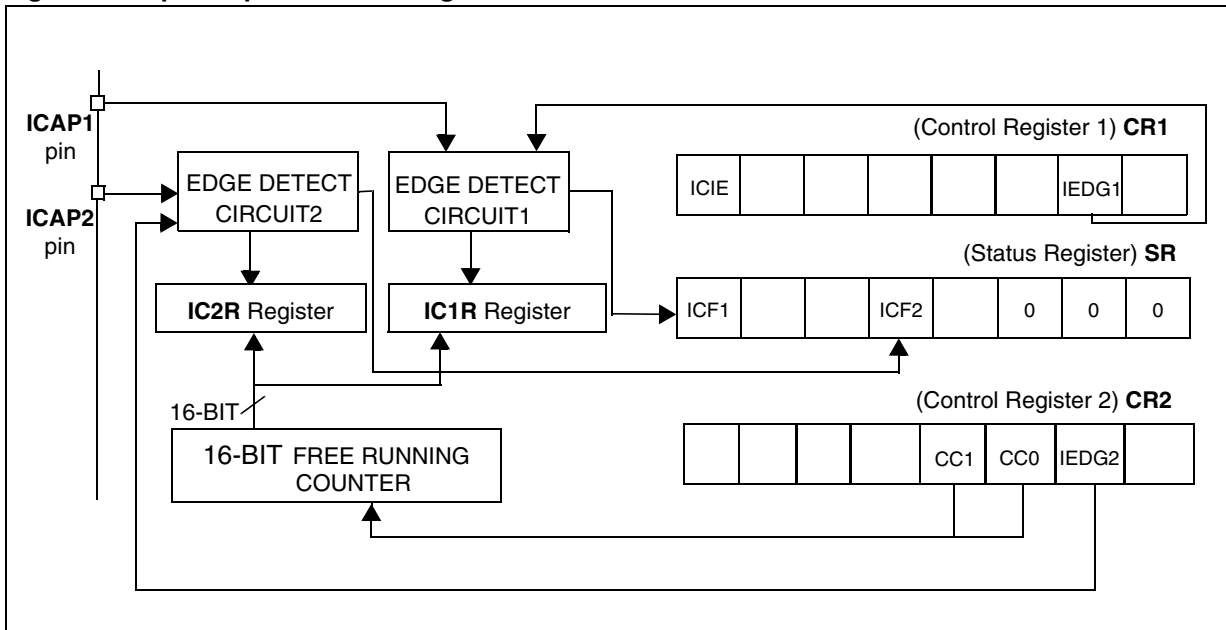 ICAP1
pin
ICAP2
pin
EDGE DETECT
CIRCUIT2
EDGE DETECT
CIRCUIT1
IC2R Register
IC1R Register
16-BIT
16-BIT FREE RUNNING
COUNTER
(Control Register 1) CR1
ICIE
IEDG1
(Status Register) SR
ICF1
ICF2
0
0
0
(Control Register 2) CR2
CC1
CC0
IEDG2